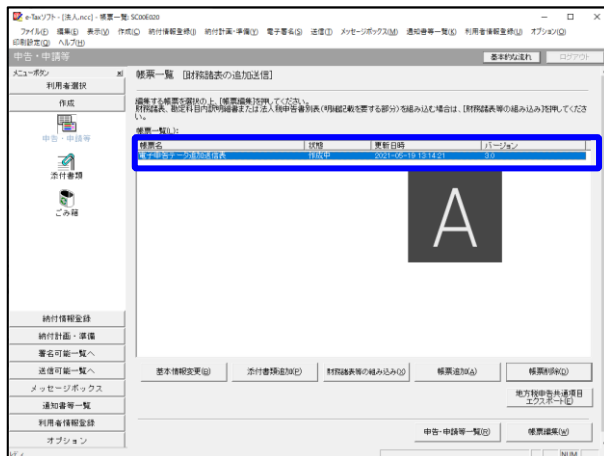 e-Taxソフト - [法人.ncc] - 帳票一覧: SC00E020
ファイル(F) 編集(E) 表示(V) 作成(C) 納付情報登録(I) 納付計画・準備(Y) 電子署名(S) 送信(T) メッセージボックス(M) 通知書等一覧(K) 利用者情報登録(U) オプション(O)
印刷設定(Q) ヘルプ(H)
申告・申請等
基本的な流れ
ログアウト
メニューボタン
利用者選択
作成
申告・申請等
添付書類
ごみ箱
納付情報登録
納付計画・準備
署名可能一覧へ
送信可能一覧へ
メッセージボックス
通知書等一覧
利用者情報登録
オプション
帳票一覧 [財務諸表の追加送信]
編集する帳票を選択の上、[帳票編集]を押してください。
財務諸表、勘定科目内訳明細書または法人税申告書別表(明細記載を要する部分)を組み込む場合は、[財務諸表等の組み込み]を押してください。
帳票一覧(L):
帳票名 状態 更新日時 バージョン
電子申告データ追加送信表 作成中 2021-05-19 13:14:21 3.0
A
基本情報変更(B) 添付書類追加(P) 財務諸表等の組み込み(X) 帳票追加(A) 帳票削除(D)
地方税申告共通項目
エクスポート(E)
申告・申請等一覧(R) 帳票編集(W)
NUM